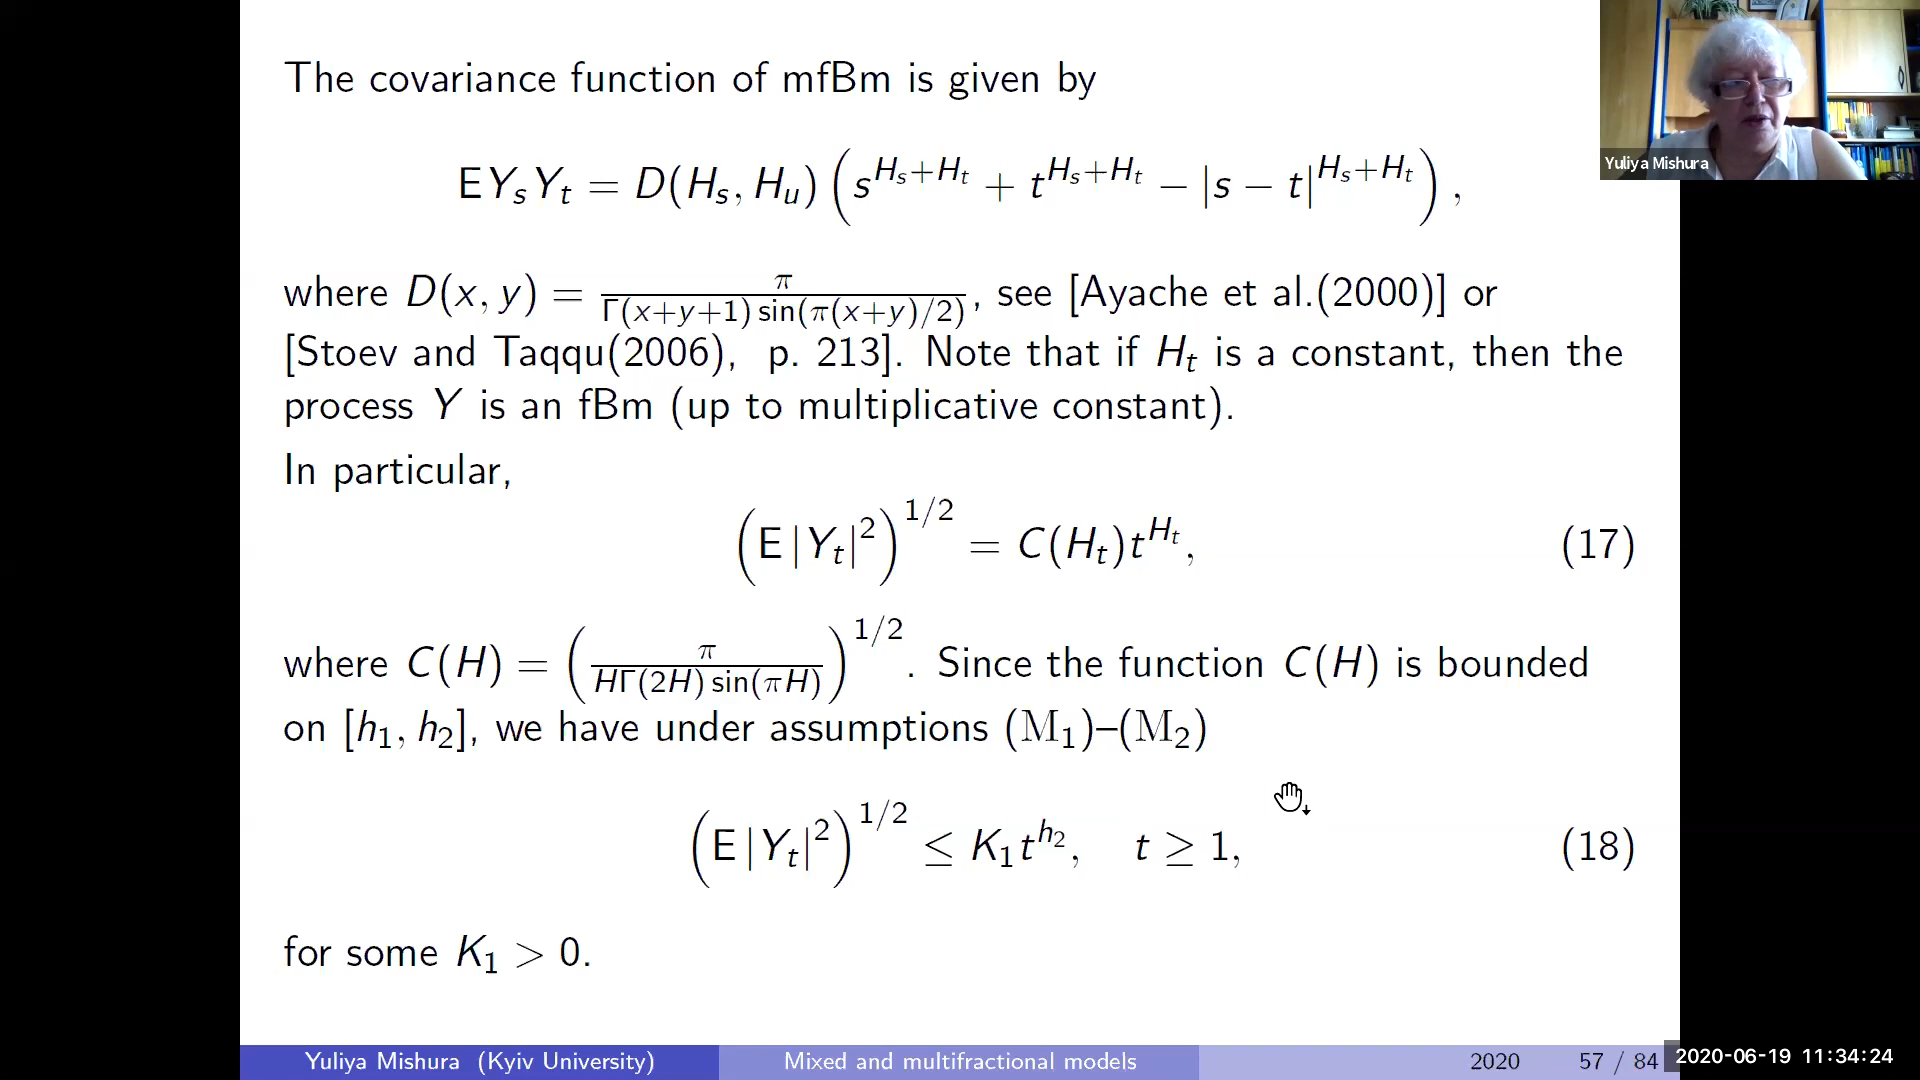 The covariance function of mfBm is given by
E Y_s Y_t = D(H_s, H_u) (s^{H_s+H_t} + t^{H_s+H_t} − |s − t|^{H_s+H_t}),
where D(x, y) = \frac{π}{Γ(x+y+1) sin(π(x+y)/2)}, see [Ayache et al.(2000)] or
[Stoev and Taqqu(2006), p. 213]. Note that if H_t is a constant, then the
process Y is an fBm (up to multiplicative constant).
In particular,
(E |Y_t|^2)^{1/2} = C(H_t) t^{H_t}, (17)
where C(H) = (\frac{π}{HΓ(2H) sin(πH)})^{1/2}. Since the function C(H) is bounded
on [h_1, h_2], we have under assumptions (M_1)–(M_2)
(E |Y_t|^2)^{1/2} ≤ K_1 t^{h_2}, t ≥ 1, (18)
for some K_1 > 0.
Yuliya Mishura
Yuliya Mishura (Kyiv University) Mixed and multifractional models 2020 57 / 84
2020-06-19 11:34:24